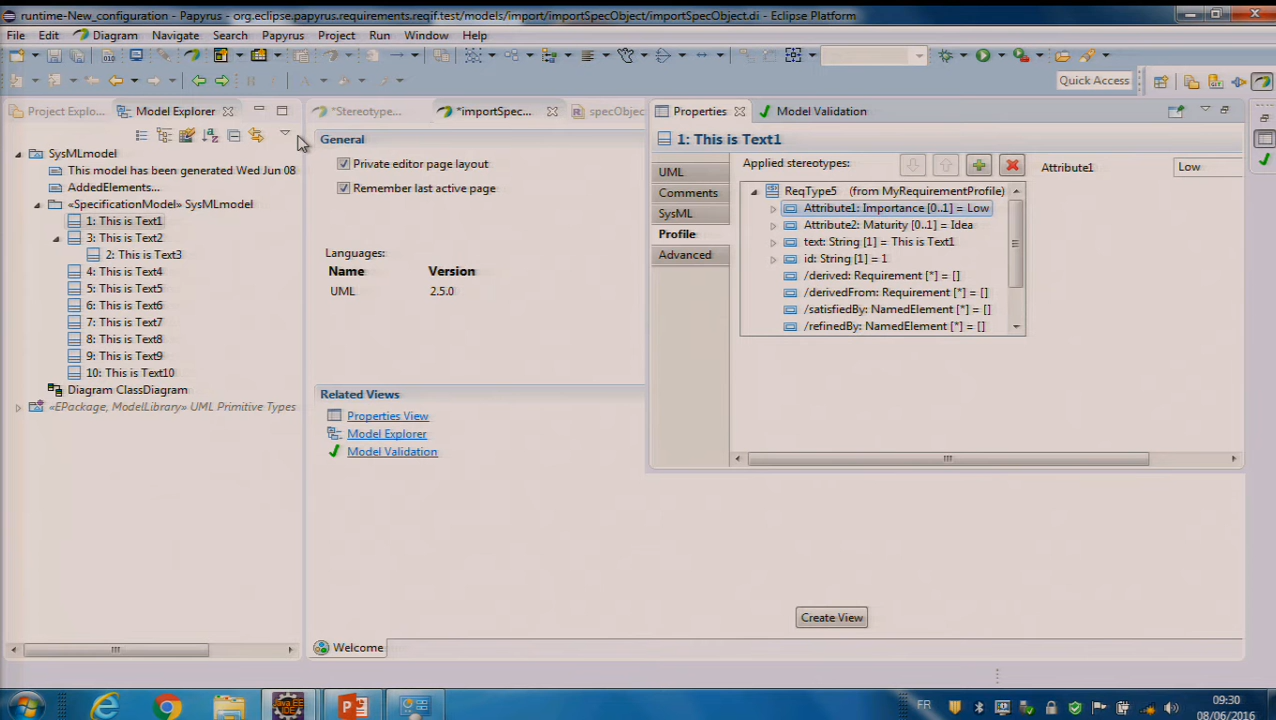 runtime-New_configuration - Papyrus - org.eclipse.papyrus.requirements.reqif.test/models/import/importSpecObject/importSpecObject.di - Eclipse Platform
File Edit Diagram Navigate Search Papyrus Project Run Window Help
Quick Access
Project Explo...
Model Explorer
*Stereotype...
*importSpec...
specObjec
Properties
Model Validation
SysMLmodel
This model has been generated Wed Jun 08
AddedElements...
«SpecificationModel» SysMLmodel
1: This is Text1
3: This is Text2
2: This is Text3
4: This is Text4
5: This is Text5
6: This is Text6
7: This is Text7
8: This is Text8
9: This is Text9
10: This is Text10
Diagram ClassDiagram
«EPackage, ModelLibrary» UML Primitive Types
General
Private editor page layout
Remember last active page
Languages:
Name Version
UML 2.5.0
Related Views
Properties View
Model Explorer
Model Validation
Create View
Welcome
1: This is Text1
UML
Comments
SysML
Profile
Advanced
Applied stereotypes:
ReqType5 (from MyRequirementProfile)
Attribute1: Importance [0..1] = Low
Attribute2: Maturity [0..1] = Idea
text: String [1] = This is Text1
id: String [1] = 1
/derived: Requirement [*] = []
/derivedFrom: Requirement [*] = []
/satisfiedBy: NamedElement [*] = []
/refinedBy: NamedElement [*] = []
Attribute1 Low
Java EE
IDE
FR
09:30
08/06/2016